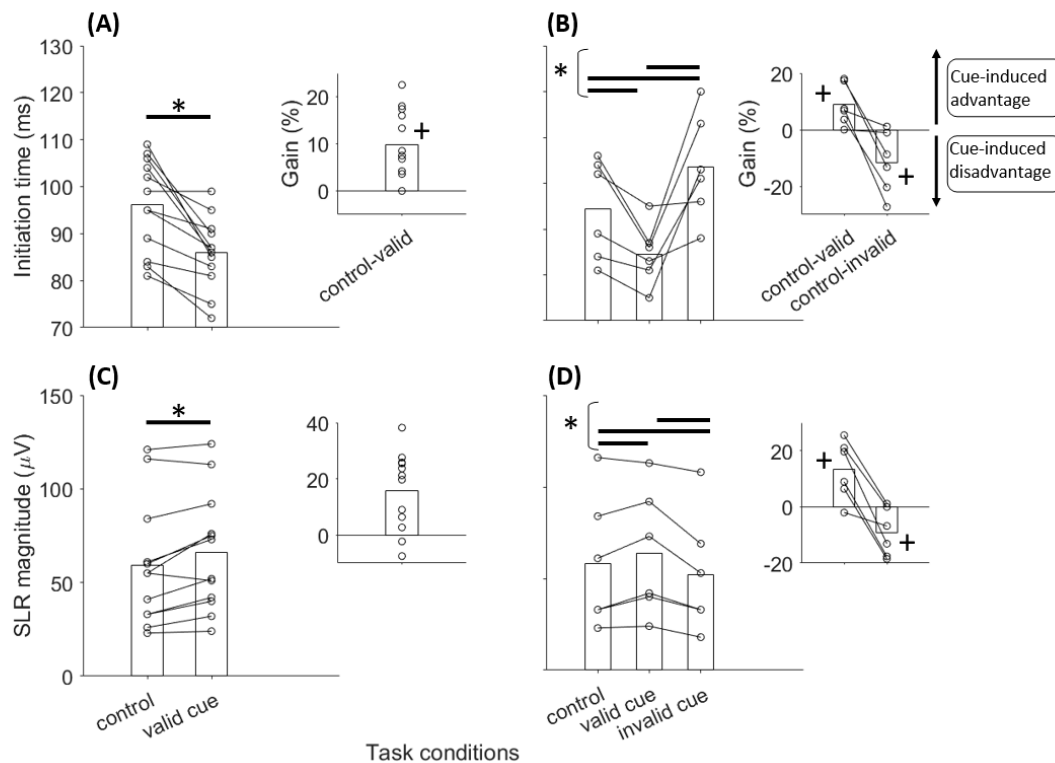 (A)
130
120
110
100
90
80
70
Initiation time (ms)
*
20
10
0
Gain (%)
+
control-valid
(B)
*
20
0
-20
Gain (%)
+
+
control-valid
control-invalid
Cue-induced
advantage
Cue-induced
disadvantage
(C)
150
100
50
0
SLR magnitude (μV)
*
control
valid cue
40
20
0
(D)
*
control
valid cue
invalid cue
20
0
-20
+
+
Task conditions